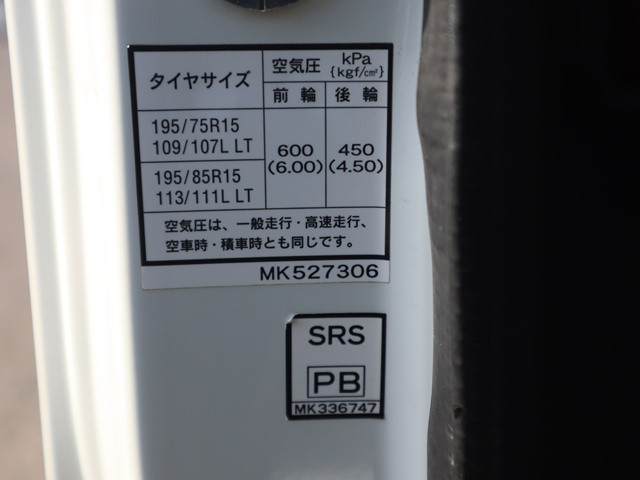 タイヤサイズ
空気圧 kPa
{kgf/cm²}
前輪 後輪
195/75R15
109/107L LT
600
(6.00)
450
(4.50)
195/85R15
113/111L LT
空気圧は、一般走行・高速走行、
空車時・積車時とも同じです。
MK527306
SRS
PB
MK336747